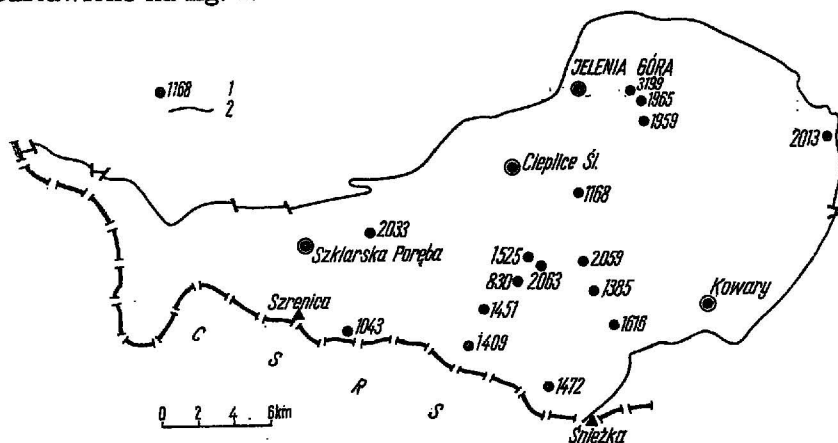 JELENIA GÓRA
1168 1
2
3199
1965
1959
2013
Cieplice Śl.
1168
2033
Szklarska Poręba
1525
2059
830
2063
1385
Kowary
Szrenica
1451
1616
1043
1409
C S R S
1472
0 2 4 6km
Śnieżka